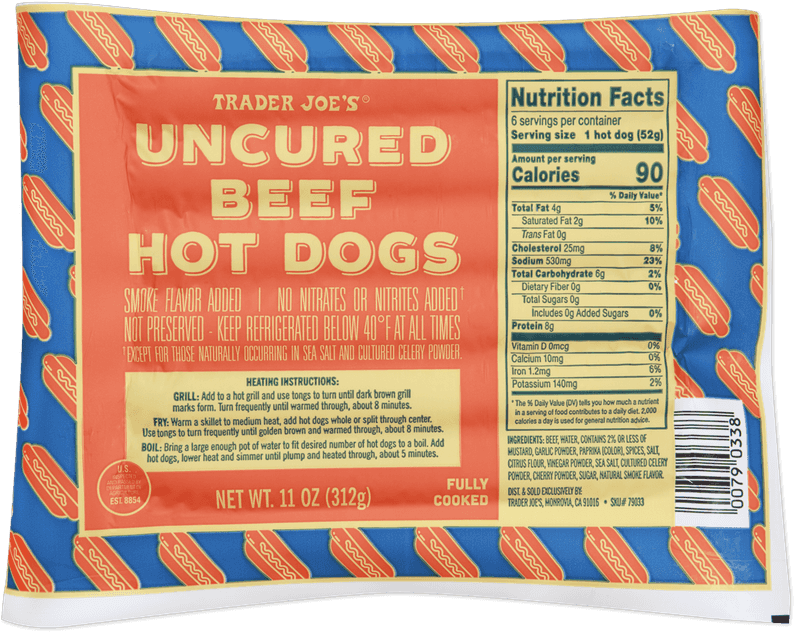 TRADER JOE'S®
UNCURED
BEEF
HOT DOGS
SMOKE FLAVOR ADDED | NO NITRATES OR NITRITES ADDED†
NOT PRESERVED - KEEP REFRIGERATED BELOW 40°F AT ALL TIMES
†EXCEPT FOR THOSE NATURALLY OCCURRING IN SEA SALT AND CULTURED CELERY POWDER.
HEATING INSTRUCTIONS:
GRILL: Add to a hot grill and use tongs to turn until dark brown grill
marks form. Turn frequently until warmed through, about 8 minutes.
FRY: Warm a skillet to medium heat, add hot dogs whole or split through center.
Use tongs to turn frequently until golden brown and warmed through, about 8 minutes.
BOIL: Bring a large enough pot of water to fit desired number of hot dogs to a boil. Add
hot dogs, lower heat and simmer until plump and heated through, about 5 minutes.
U.S.
EST. 8854
NET WT. 11 OZ (312g)
FULLY
COOKED
Nutrition Facts
6 servings per container
Serving size 1 hot dog (52g)
Amount per serving
Calories 90
% Daily Value*
Total Fat 4g 5%
Saturated Fat 2g 10%
Trans Fat 0g
Cholesterol 25mg 8%
Sodium 530mg 23%
Total Carbohydrate 6g 2%
Dietary Fiber 0g 0%
Total Sugars 0g
Includes 0g Added Sugars 0%
Protein 8g
Vitamin D 0mcg 0%
Calcium 10mg 0%
Iron 1.2mg 6%
Potassium 140mg 2%
*The % Daily Value (DV) tells you how much a nutrient
in a serving of food contributes to a daily diet. 2,000
calories a day is used for general nutrition advice.
INGREDIENTS: BEEF, WATER, CONTAINS 2% OR LESS OF
MUSTARD, GARLIC POWDER, PAPRIKA (COLOR), SPICES, SALT,
CITRUS FLOUR, VINEGAR POWDER, SEA SALT, CULTURED CELERY
POWDER, CHERRY POWDER, SUGAR, NATURAL SMOKE FLAVOR.
DIST. & SOLD EXCLUSIVELY BY:
TRADER JOE'S, MONROVIA, CA 91016 • SKU# 79033
0079 0338